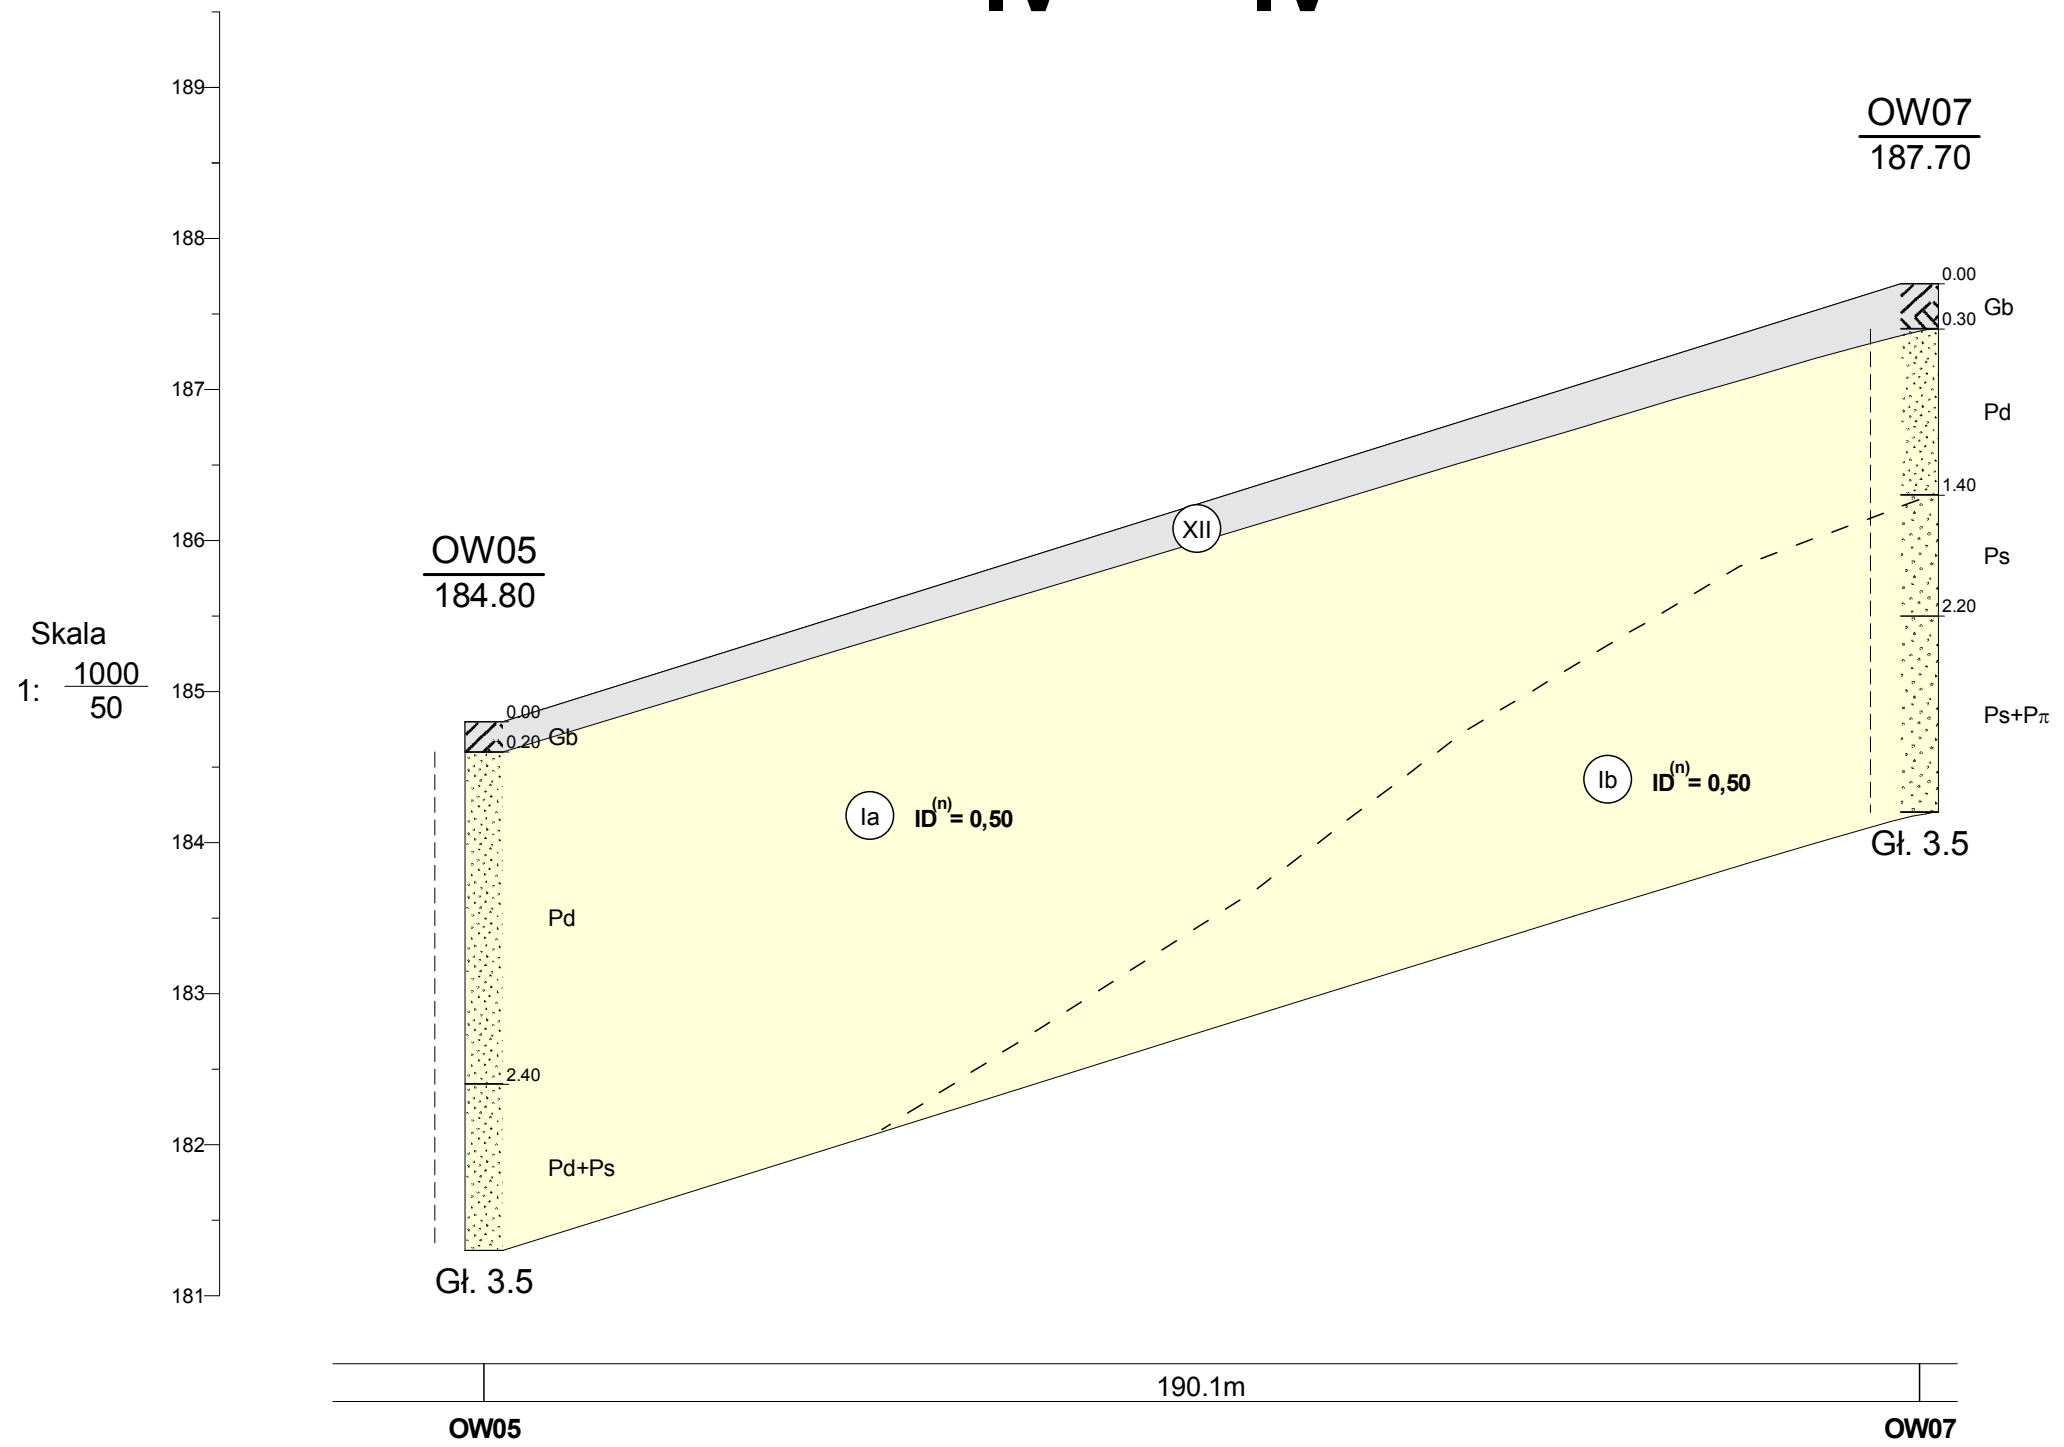 189
188
187
186
185
184
183
182
181
Skala
1: 1000
50
OW05
184.80
0.00
0.20 Gb
Pd
2.40
Pd+Ps
Gł. 3.5
XII
Ia ID(n) = 0,50
Ib ID(n) = 0,50
OW07
187.70
0.00
Gb
0.30
Pd
1.40
Ps
2.20
Ps+Pπ
Gł. 3.5
190.1m
OW05 OW07